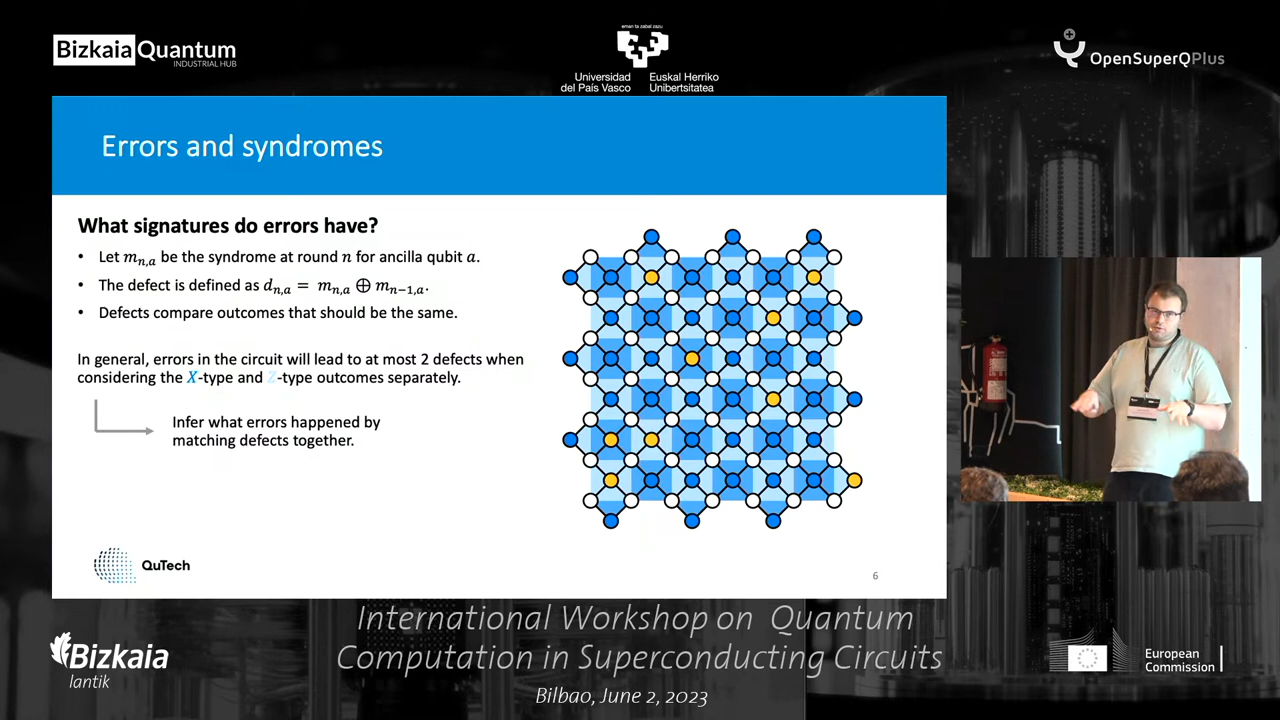 eman ta zabal zazu
Bizkaia Quantum
INDUSTRIAL HUB
Universidad
del País Vasco
Euskal Herriko
Unibertsitatea
OpenSuperQPlus
Errors and syndromes
What signatures do errors have?
• Let m_{n,a} be the syndrome at round n for ancilla qubit a.
• The defect is defined as d_{n,a} = m_{n,a} ⊕ m_{n−1,a}.
• Defects compare outcomes that should be the same.
In general, errors in the circuit will lead to at most 2 defects when
considering the X-type and Z-type outcomes separately.
Infer what errors happened by
matching defects together.
QuTech
6
International Workshop on Quantum
Computation in Superconducting Circuits
Bilbao, June 2, 2023
Bizkaia
lantik
European
Commission